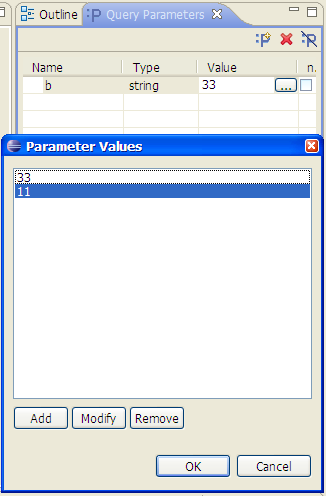 Outline Query Parameters
Name Type Value n.
b string 33 ...
Parameter Values
33
11
Add Modify Remove
OK Cancel